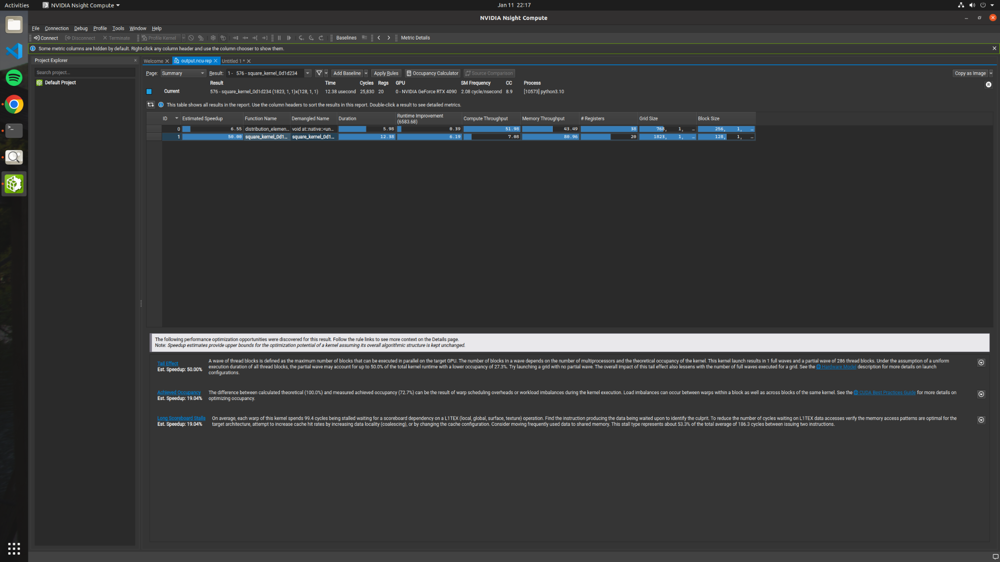 Activities NVIDIA Nsight Compute Jan 11 22:17
NVIDIA Nsight Compute
File Connection Debug Profile Tools Window Help
Connect Disconnect Terminate Profile Kernel Baselines Metric Details
Some metric columns are hidden by default. Right-click any column header and use the column chooser to show them.
Project Explorer
Search project...
Default Project
Welcome output.ncu-rep Untitled 1 *
Page: Summary Result: 1 - 576 - square_kernel_0d1d234 Add Baseline Apply Rules Occupancy Calculator Source Comparison Copy as Image
Result Time Cycles Regs GPU SM Frequency CC Process
Current 576 - square_kernel_0d1d234 (1823, 1, 1)x(128, 1, 1) 12.38 usecond 25,830 20 0 - NVIDIA GeForce RTX 4090 2.08 cycle/nsecond 8.9 [10573] python3.10
R
This table shows all results in the report. Use the column headers to sort the results in this report. Double-click a result to see detailed metrics.
ID Estimated Speedup Function Name Demangled Name Duration Runtime Improvement (6583.68) Compute Throughput Memory Throughput # Registers Grid Size Block Size
0 6.55 distribution_elemen... void at::native::<un... 5.98 0.39 51.98 43.49 38 768, 1, ... 256, 1, ...
1 50.00 square_kernel_0d1... square_kernel_0d1... 12.38 6.19 7.08 80.96 20 1823, 1, ... 128, 1, ...
The following performance optimization opportunities were discovered for this result. Follow the rule links to see more context on the Details page.
Note: Speedup estimates provide upper bounds for the optimization potential of a kernel assuming its overall algorithmic structure is kept unchanged.
Tail Effect
Est. Speedup: 50.00%
A wave of thread blocks is defined as the maximum number of blocks that can be executed in parallel on the target GPU. The number of blocks in a wave depends on the number of multiprocessors and the theoretical occupancy of the kernel. This kernel launch results in 1 full waves and a partial wave of 286 thread blocks. Under the assumption of a uniform
execution duration of all thread blocks, the partial wave may account for up to 50.0% of the total kernel runtime with a lower occupancy of 27.3%. Try launching a grid with no partial wave. The overall impact of this tail effect also lessens with the number of full waves executed for a grid. See the Hardware Model description for more details on launch
configurations.
Achieved Occupancy
Est. Speedup: 19.04%
The difference between calculated theoretical (100.0%) and measured achieved occupancy (72.7%) can be the result of warp scheduling overheads or workload imbalances during the kernel execution. Load imbalances can occur between warps within a block as well as across blocks of the same kernel. See the CUDA Best Practices Guide for more details on
optimizing occupancy.
Long Scoreboard Stalls
Est. Speedup: 19.04%
On average, each warp of this kernel spends 99.4 cycles being stalled waiting for a scoreboard dependency on a L1TEX (local, global, surface, texture) operation. Find the instruction producing the data being waited upon to identify the culprit. To reduce the number of cycles waiting on L1TEX data accesses verify the memory access patterns are optimal for the
target architecture, attempt to increase cache hit rates by increasing data locality (coalescing), or by changing the cache configuration. Consider moving frequently used data to shared memory. This stall type represents about 53.3% of the total average of 186.3 cycles between issuing two instructions.